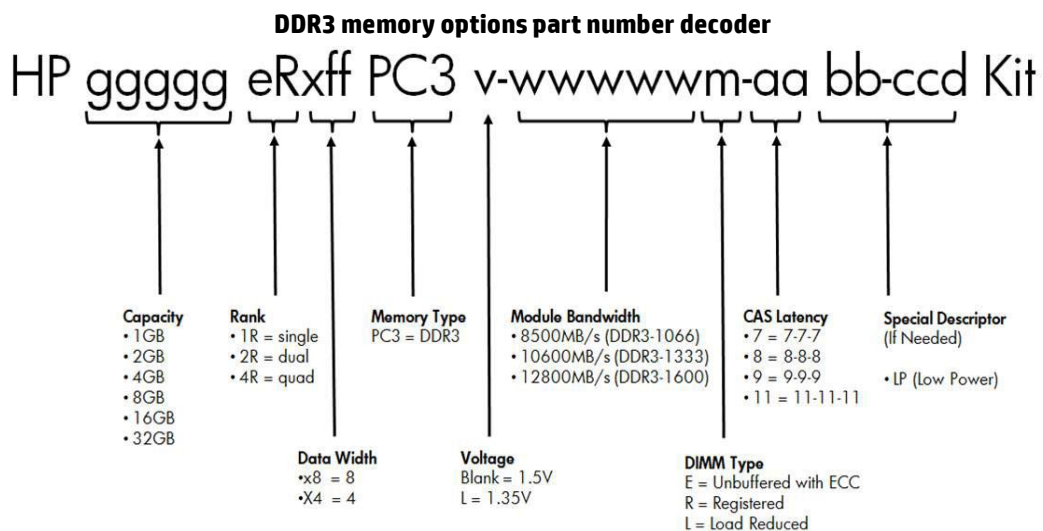 DDR3 memory options part number decoder
HP ggggg eRxff PC3 v-wwwwwm-aa bb-ccd Kit
Capacity
• 1GB
• 2GB
• 4GB
• 8GB
• 16GB
• 32GB
Rank
• 1R = single
• 2R = dual
• 4R = quad
Memory Type
PC3 = DDR3
Module Bandwidth
• 8500MB/s (DDR3-1066)
• 10600MB/s (DDR3-1333)
• 12800MB/s (DDR3-1600)
CAS Latency
• 7 = 7-7-7
• 8 = 8-8-8
• 9 = 9-9-9
• 11 = 11-11-11
Special Descriptor
(If Needed)
• LP (Low Power)
Data Width
•x8 = 8
•X4 = 4
Voltage
Blank = 1.5V
L = 1.35V
DIMM Type
E = Unbuffered with ECC
R = Registered
L = Load Reduced